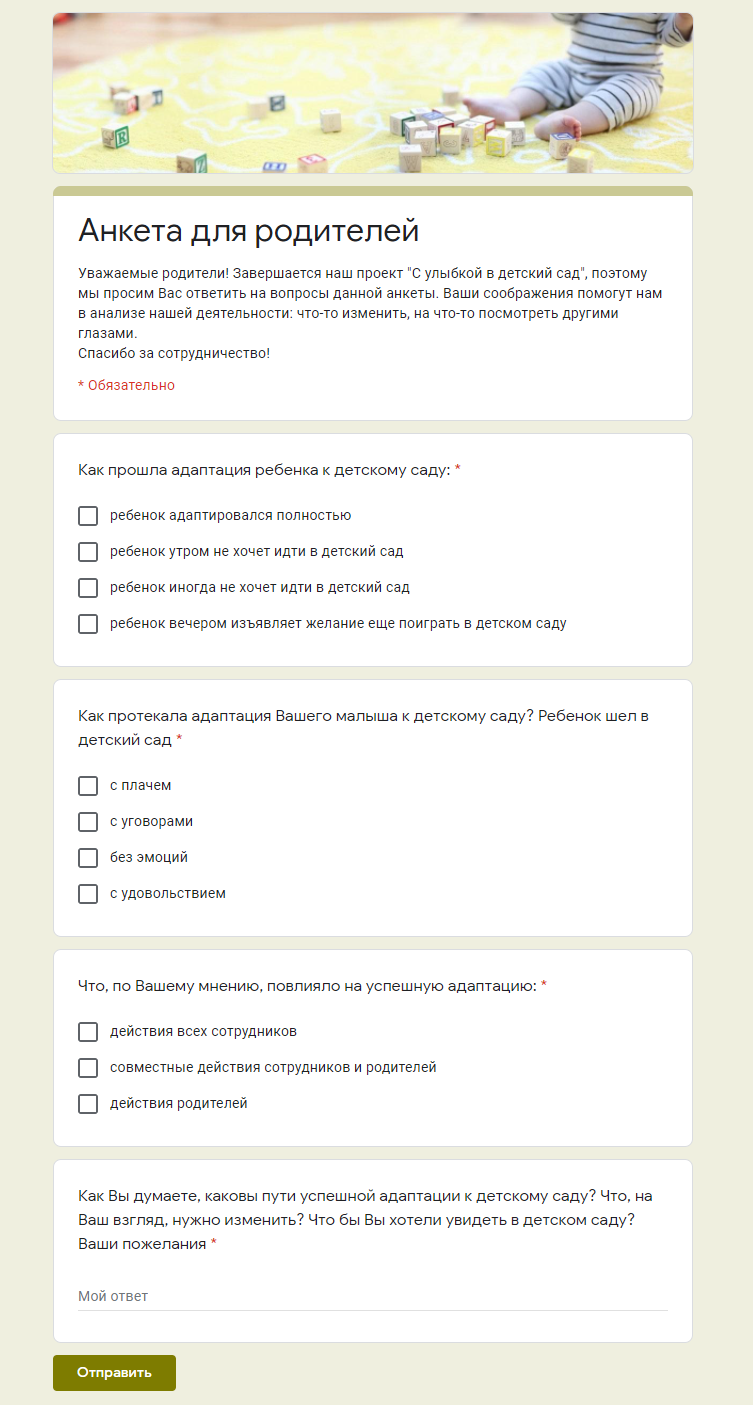 Анкета для родителей
Уважаемые родители! Завершается наш проект "С улыбкой в детский сад", поэтому
мы просим Вас ответить на вопросы данной анкеты. Ваши соображения помогут нам
в анализе нашей деятельности: что-то изменить, на что-то посмотреть другими
глазами.
Спасибо за сотрудничество!
* Обязательно
Как прошла адаптация ребенка к детскому саду: *
ребенок адаптировался полностью
ребенок утром не хочет идти в детский сад
ребенок иногда не хочет идти в детский сад
ребенок вечером изъявляет желание еще поиграть в детском саду
Как протекала адаптация Вашего малыша к детскому саду? Ребенок шел в
детский сад *
с плачем
с уговорами
без эмоций
с удовольствием
Что, по Вашему мнению, повлияло на успешную адаптацию: *
действия всех сотрудников
совместные действия сотрудников и родителей
действия родителей
Как Вы думаете, каковы пути успешной адаптации к детскому саду? Что, на
Ваш взгляд, нужно изменить? Что бы Вы хотели увидеть в детском саду?
Ваши пожелания *
Мой ответ
Отправить